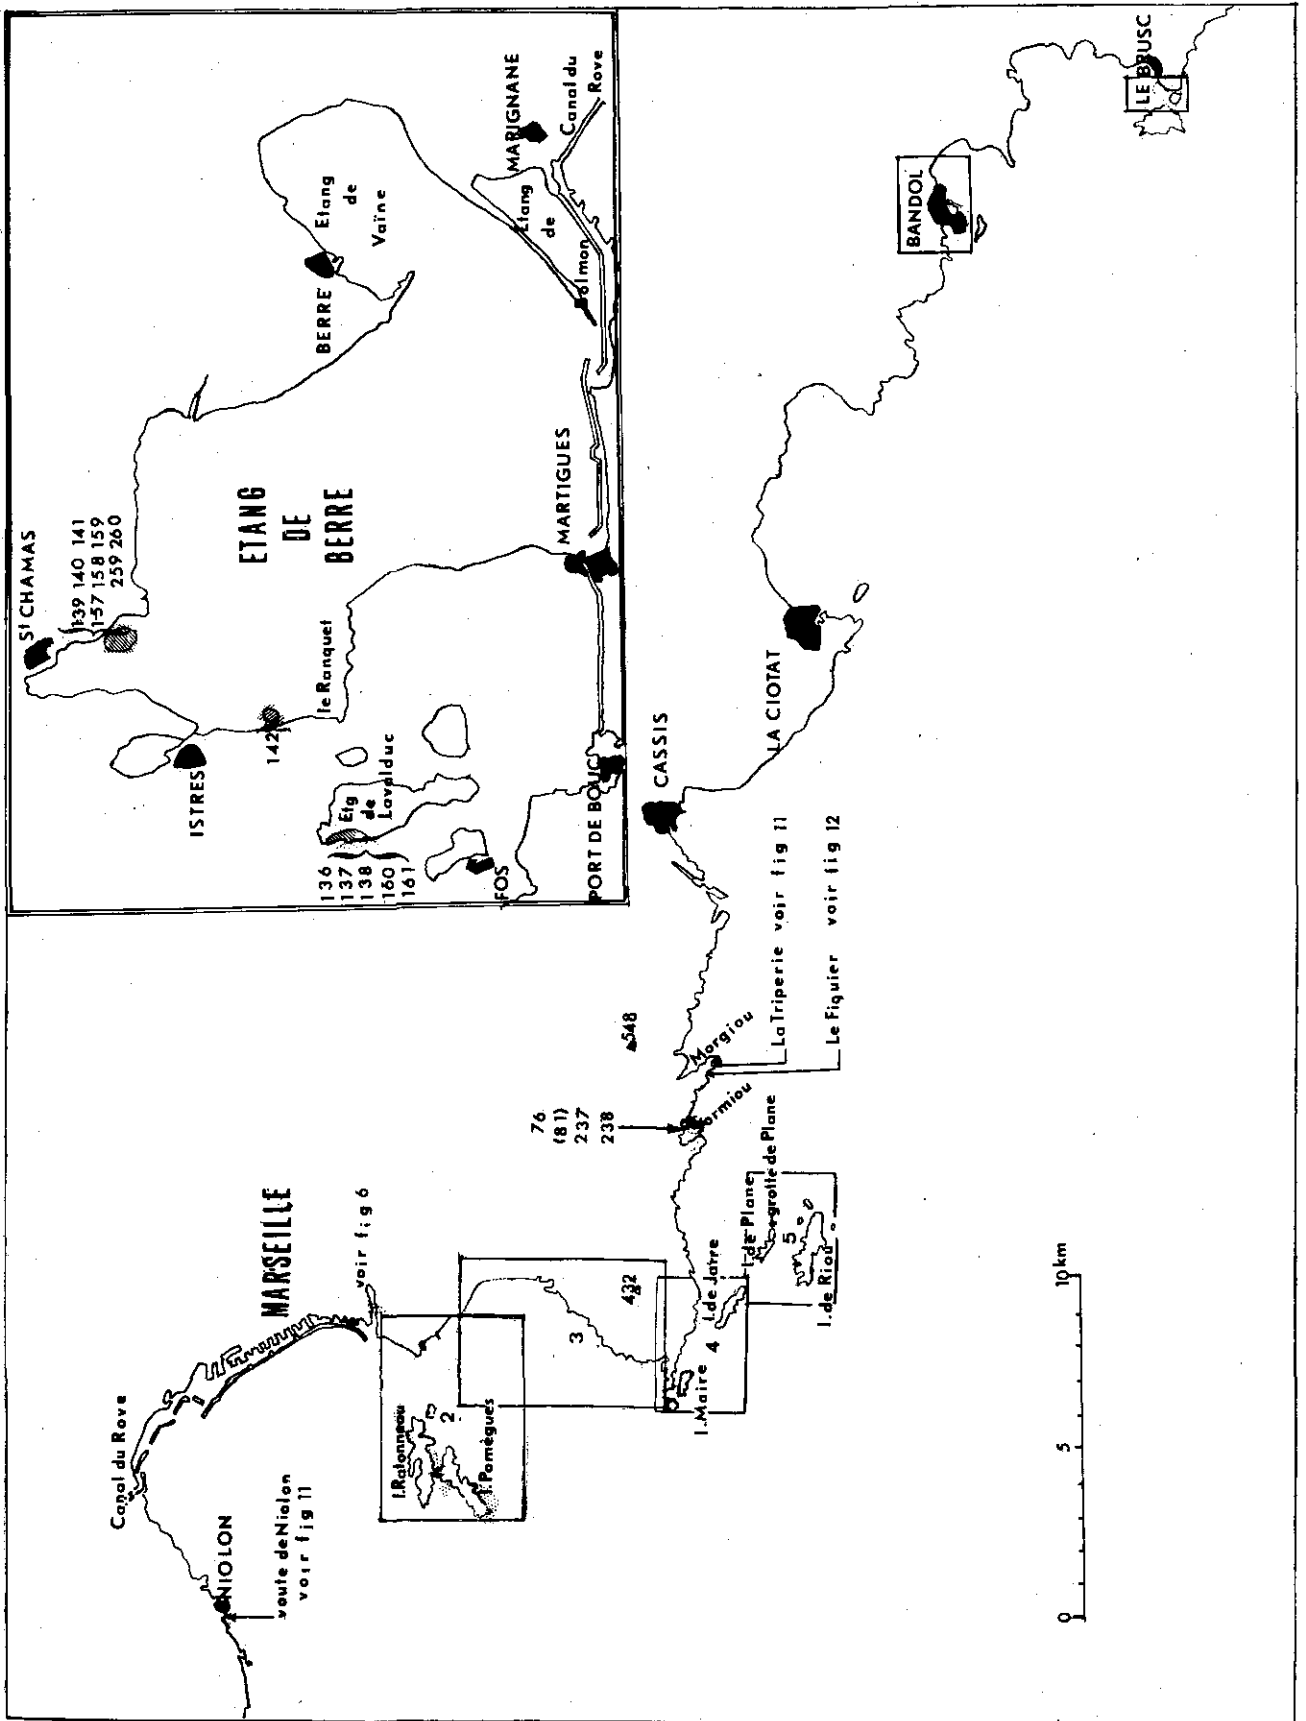 St CHAMAS
139 140 141
157 158 159
259 260
ISTRES
142
le Ranquet
ETANG
DE
BERRE
BERRE
Etang
de
Vaïne
MARIGNANE
Canal du
Rove
Etang
de
Bolmon
MARTIGUES
136
137
138
160
161
Etg
de
Lavalduc
FOS
PORT DE BOUC
Canal du Rove
NIOLON
voute de Niolon
voir fig 11
MARSEILLE
voir fig 6
I.Ratonneau
2
I.Pomègues
3
432
I.Maire
4
I.de Jarre
I.de Plane
grotte de Plane
5
I.de Riou
76
(81)
237
238
Sormiou
Morgiou
548
La Triperie voir fig 11
Le Figuier voir fig 12
CASSIS
LA CIOTAT
BANDOL
LE BRUSC
0
5
10 km